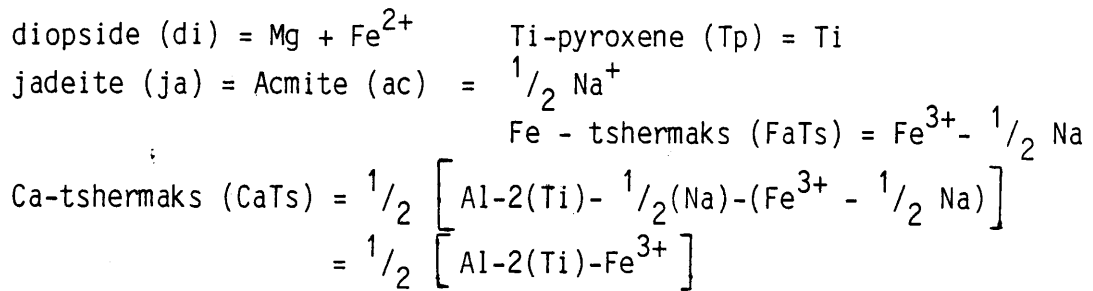 diopside (di) = Mg + Fe²⁺ Ti-pyroxene (Tp) = Ti
jadeite (ja) = Acmite (ac) = ¹/₂ Na⁺
Fe - tshermaks (FaTs) = Fe³⁺- ¹/₂ Na
Ca-tshermaks (CaTs) = ¹/₂ [Al-2(Ti)- ¹/₂(Na)-(Fe³⁺ - ¹/₂ Na)]
= ¹/₂ [Al-2(Ti)-Fe³⁺]